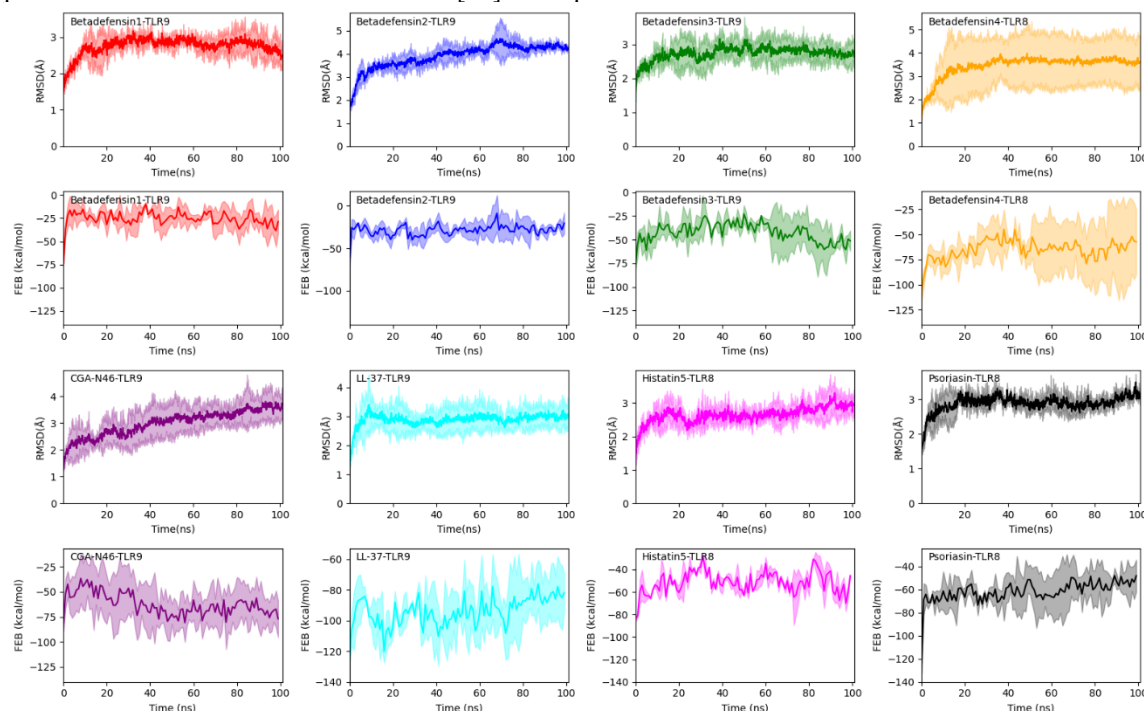 Betadefensin1-TLR9 Betadefensin2-TLR9 Betadefensin3-TLR9 Betadefensin4-TLR8
RMSD(Å) RMSD(Å) RMSD(Å) RMSD(Å)
3 2 1 0
5 4 3 2 1 0
3 2 1 0
5 4 3 2 1 0
20 40 60 80 100 20 40 60 80 100 20 40 60 80 100 20 40 60 80 100
Time(ns) Time(ns) Time(ns) Time(ns)
Betadefensin1-TLR9 Betadefensin2-TLR9 Betadefensin3-TLR9 Betadefensin4-TLR8
FEB (kcal/mol) FEB (kcal/mol) FEB (kcal/mol) FEB (kcal/mol)
0 −25 −50 −75 −100 −125
0 −50 −100
0 −25 −50 −75 −100 −125
−25 −50 −75 −100 −125
0 20 40 60 80 100 0 20 40 60 80 100 0 20 40 60 80 100 0 20 40 60 80 100
Time (ns) Time (ns) Time (ns) Time (ns)
CGA-N46-TLR9 LL-37-TLR9 Histatin5-TLR8 Psoriasin-TLR8
RMSD(Å) RMSD(Å) RMSD(Å) RMSD(Å)
4 3 2 1 0
4 3 2 1 0
3 2 1 0
3 2 1 0
20 40 60 80 100 20 40 60 80 100 20 40 60 80 100 20 40 60 80 100
Time(ns) Time(ns) Time(ns) Time(ns)
CGA-N46-TLR9 LL-37-TLR9 Histatin5-TLR8 Psoriasin-TLR8
FEB (kcal/mol) FEB (kcal/mol) FEB (kcal/mol) FEB (kcal/mol)
−25 −50 −75 −100 −125
−60 −80 −100 −120 −140
−40 −60 −80 −100 −120 −140
−40 −60 −80 −100 −120 −140
0 20 40 60 80 100 0 20 40 60 80 100 0 20 40 60 80 100 0 20 40 60 80 100
Time (ns) Time (ns) Time (ns) Time (ns)